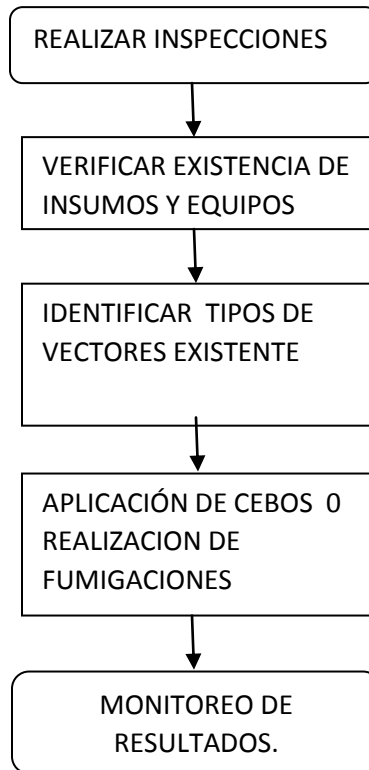 REALIZAR INSPECCIONES
VERIFICAR EXISTENCIA DE
INSUMOS Y EQUIPOS
IDENTIFICAR TIPOS DE
VECTORES EXISTENTE
APLICACIÓN DE CEBOS 0
REALIZACION DE
FUMIGACIONES
MONITOREO DE
RESULTADOS.